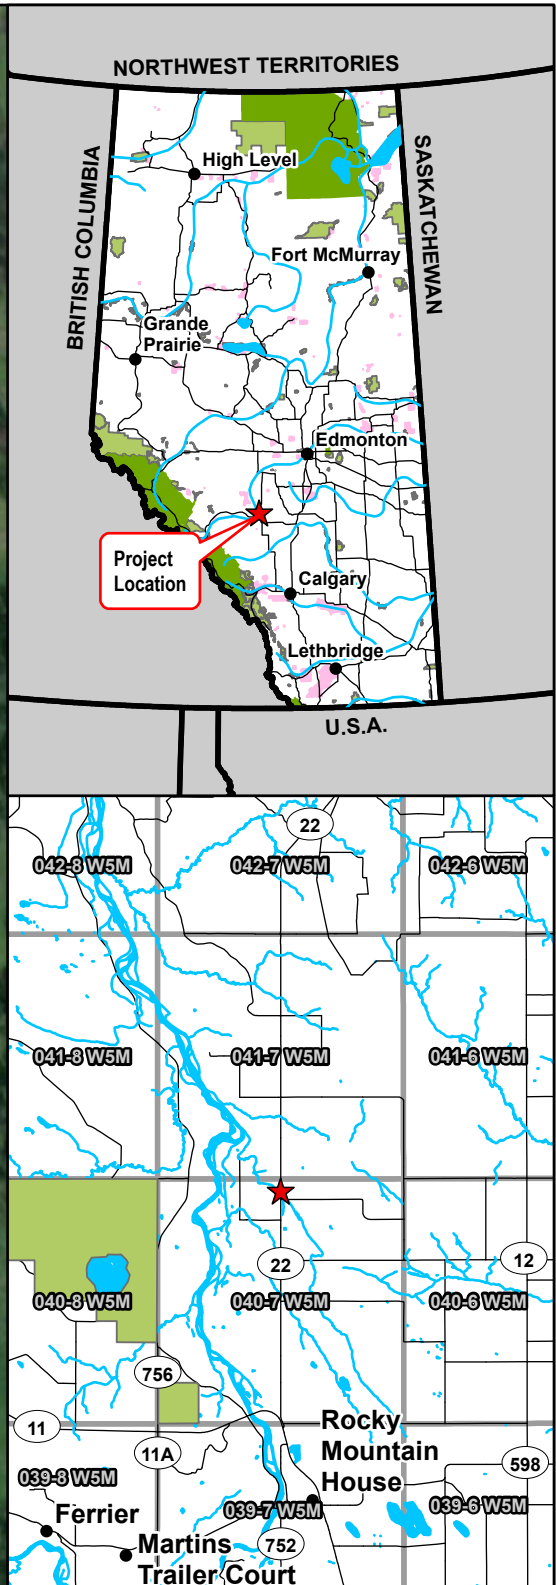 NORTHWEST TERRITORIES
BRITISH COLUMBIA
SASKATCHEWAN
High Level
Fort McMurray
Grande
Prairie
Edmonton
Project
Location
Calgary
Lethbridge
U.S.A.
22
042-8 W5M
042-7 W5M
042-6 W5M
041-8 W5M
041-7 W5M
041-6 W5M
22
12
040-8 W5M
040-7 W5M
040-6 W5M
756
11
11A
Rocky
Mountain
House
598
039-8 W5M
039-7 W5M
039-6 W5M
Ferrier
Martins
Trailer Court
752